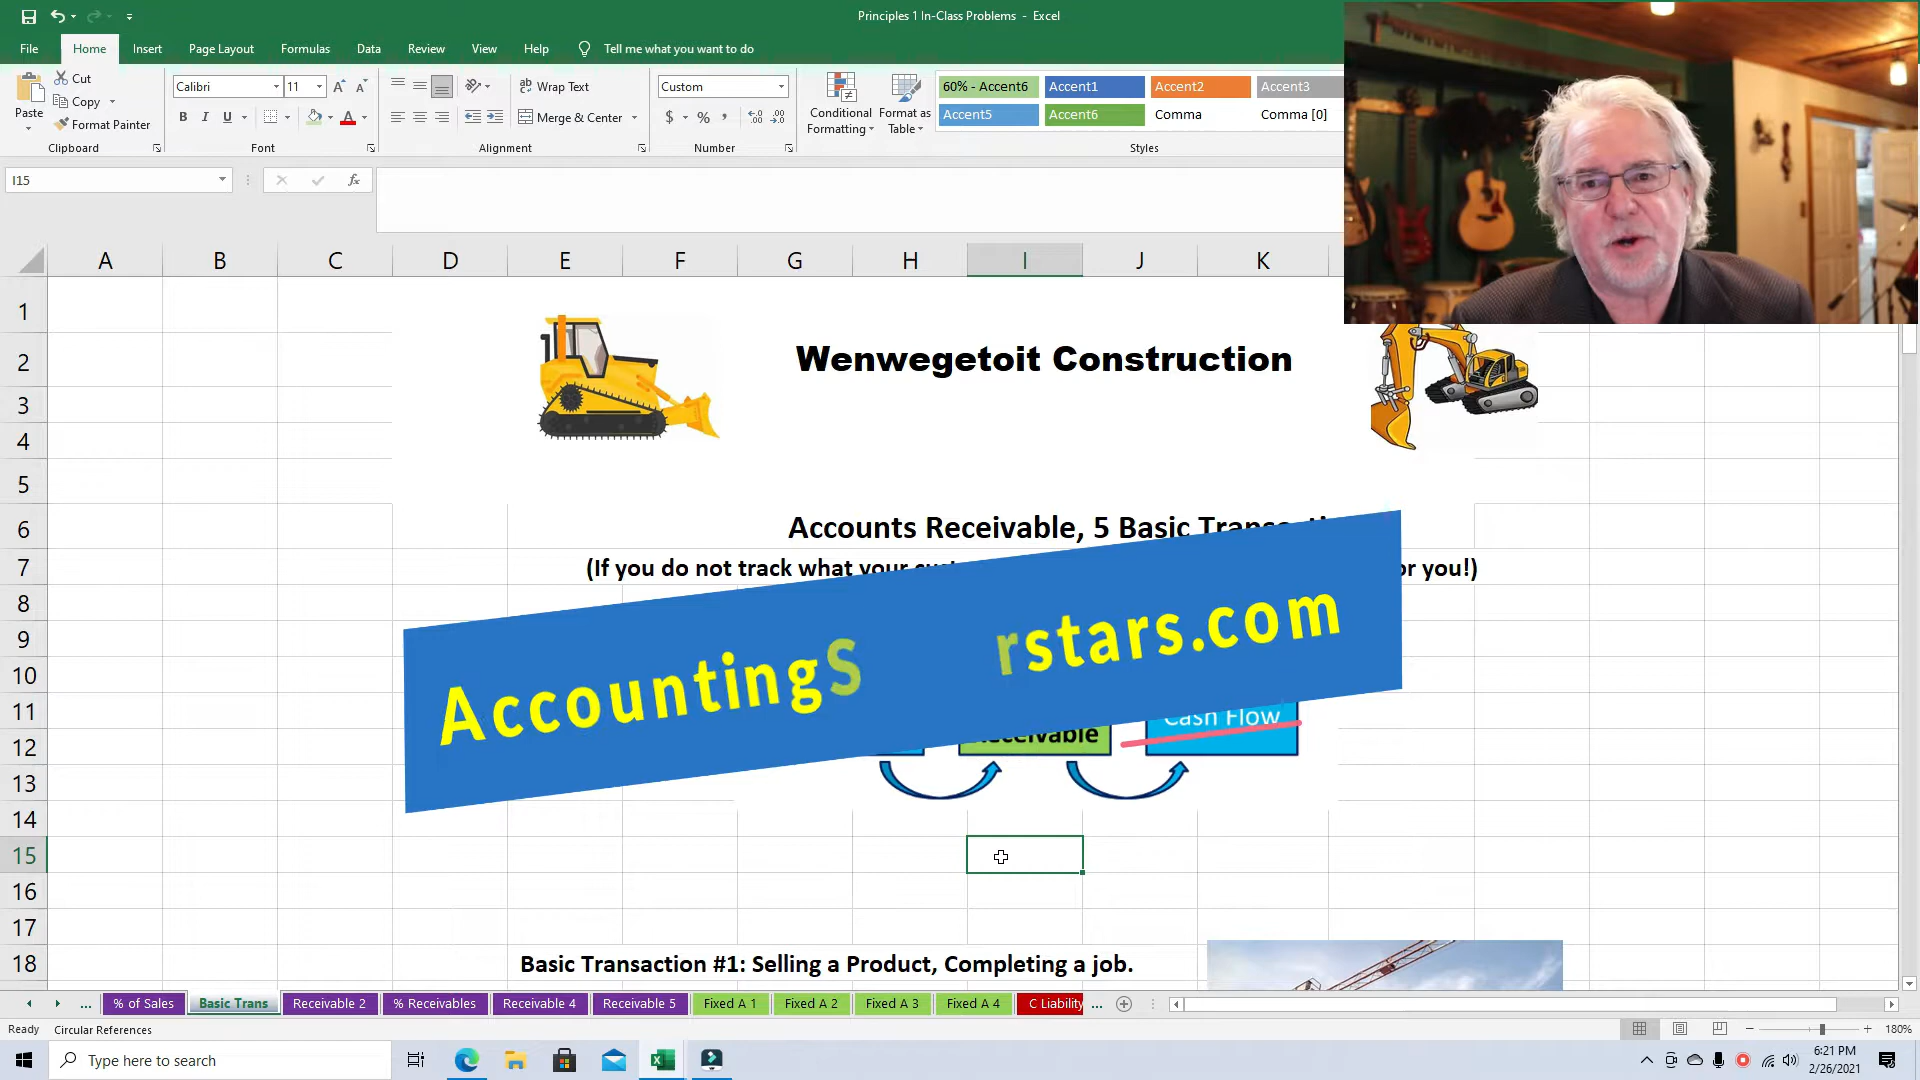 Principles 1 In-Class Problems - Excel
File Home Insert Page Layout Formulas Data Review View Help Tell me what you want to do
Paste
Cut
Copy
Format Painter
Clipboard
Calibri 11
B I U
Font
Wrap Text
Merge & Center
Alignment
Custom
$ % ,
Number
Conditional Formatting
Format as Table
60% - Accent6 Accent1 Accent2 Accent3
Accent5 Accent6 Comma Comma [0]
Styles
I15
fx
A B C D E F G H I J K
1
2
3
4
5
6
7
8
9
10
11
12
13
14
15
16
17
18
Wenwegetoit Construction
Accounts Receivable, 5 Basic
(If you do not track what your or you!)
AccountingS rstars.com
Cash Flow
Basic Transaction #1: Selling a Product, Completing a job.
... % of Sales Basic Trans Receivable 2 % Receivables Receivable 4 Receivable 5 Fixed A 1 Fixed A 2 Fixed A 3 Fixed A 4 C Liability ...
Ready Circular References
180%
Type here to search
6:21 PM
2/26/2021